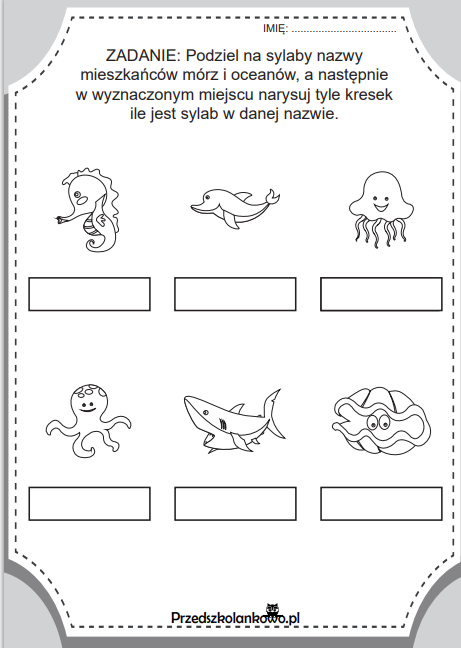 IMIĘ: ................................
ZADANIE: Podziel na sylaby nazwy
mieszkańców mórz i oceanów, a następnie
w wyznaczonym miejscu narysuj tyle kresek
ile jest sylab w danej nazwie.
Przedszkolankowo.pl